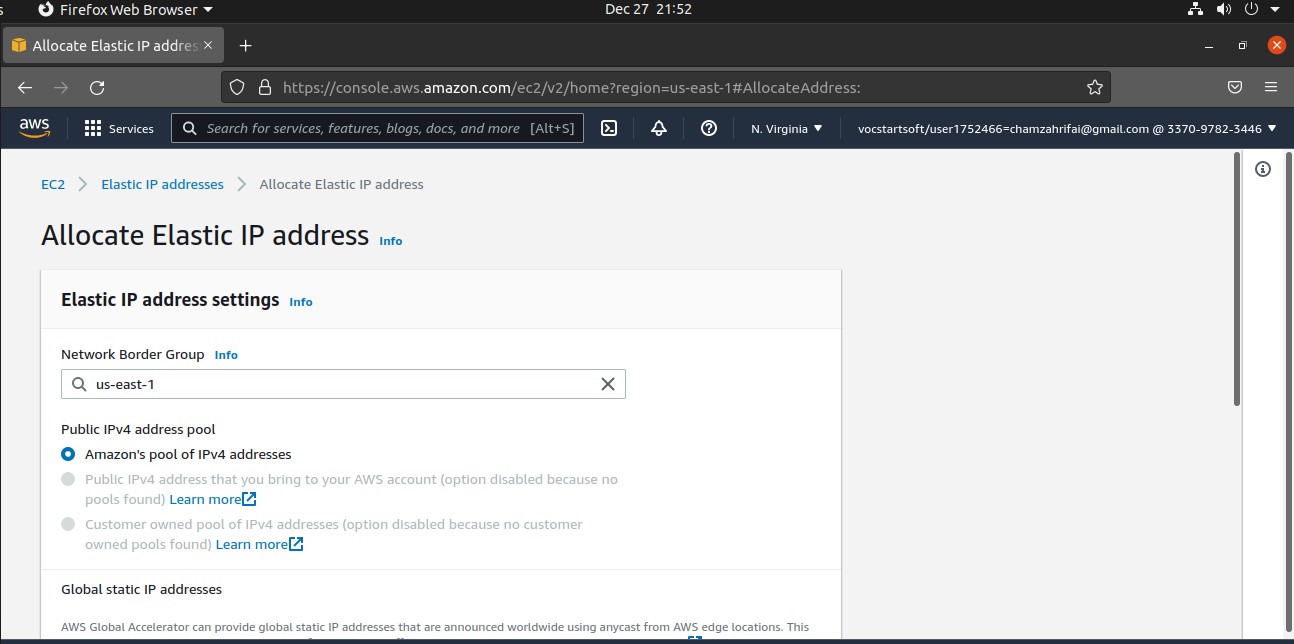 s Firefox Web Browser Dec 27 21:52
Allocate Elastic IP addres
https://console.aws.amazon.com/ec2/v2/home?region=us-east-1#AllocateAddress:
aws Services Search for services, features, blogs, docs, and more [Alt+S] N. Virginia vocstartsoft/user1752466=chamzahrifai@gmail.com @ 3370-9782-3446
EC2 Elastic IP addresses Allocate Elastic IP address
Allocate Elastic IP address Info
Elastic IP address settings Info
Network Border Group Info
us-east-1
Public IPv4 address pool
Amazon's pool of IPv4 addresses
Public IPv4 address that you bring to your AWS account (option disabled because no
pools found) Learn more
Customer owned pool of IPv4 addresses (option disabled because no customer
owned pools found) Learn more
Global static IP addresses
AWS Global Accelerator can provide global static IP addresses that are announced worldwide using anycast from AWS edge locations. This